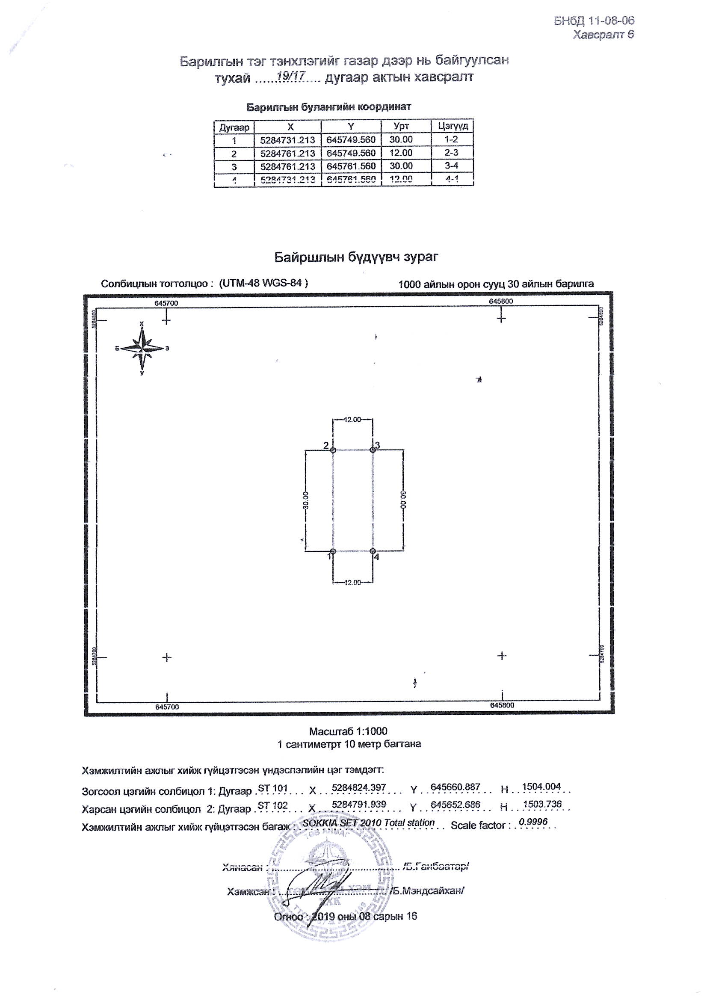 БНбД 11-08-06
Хавсралт 6
Барилгын тэг тэнхлэгийг газар дээр нь байгуулсан
тухай ......19/17...... дугаар актын хавсралт
Барилгын булангийн координат
Дугаар X Y Урт Цэгүүд
1 5284731.213 645749.560 30.00 1-2
2 5284761.213 645749.560 12.00 2-3
3 5284761.213 645761.560 30.00 3-4
4 5284731.213 645761.560 12.00 4-1
Байршлын бүдүүвч зураг
Солбицлын тогтолцоо : (UTM-48 WGS-84 ) 1000 айлын орон сууц 30 айлын барилга
645700 645800
5284800 5284800
Х
Б З
У
12.00
2 3
30.00 30.00
1 4
12.00
5284700 5284700
645700 645800
Масштаб 1:1000
1 сантиметрт 10 метр багтана
Хэмжилтийн ажлыг хийж гүйцэтгэсэн үндэслэлийн цэг тэмдэгт:
Зогсоол цэгийн солбицол 1: Дугаар ST 101 X 5284824.397 Y 645660.887 H 1504.004
Харсан цэгийн солбицол 2: Дугаар ST 102 X 5284791.939 Y 645652.686 H 1503.736
Хэмжилтийн ажлыг хийж гүйцэтгэсэн багаж : SOKKIA SET 2010 Total station Scale factor : 0.9996
ТӨВ АЙМАГ
Хянасан : /Б.Ганбаатар/
Хэмжсэн : /Б.Мэндсайхан/
ХЭМ
ХХК
Огноо : 2019 оны 08 сарын 16